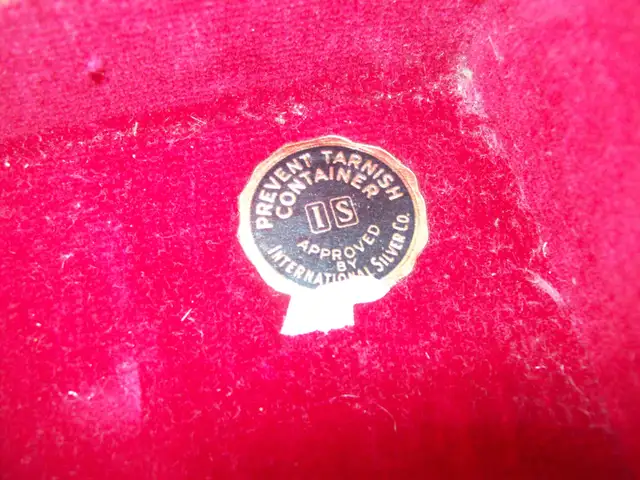 PREVENT TARNISH
CONTAINER
IS
APPROVED
BY
INTERNATIONAL SILVER CO.